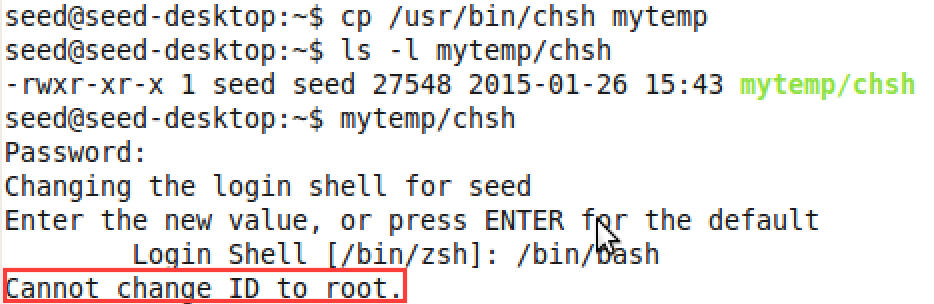 seed@seed-desktop:~$ cp /usr/bin/chsh mytemp
seed@seed-desktop:~$ ls -l mytemp/chsh
-rwxr-xr-x 1 seed seed 27548 2015-01-26 15:43 mytemp/chsh
seed@seed-desktop:~$ mytemp/chsh
Password:
Changing the login shell for seed
Enter the new value, or press ENTER for the default
        Login Shell [/bin/zsh]: /bin/bash
Cannot change ID to root.